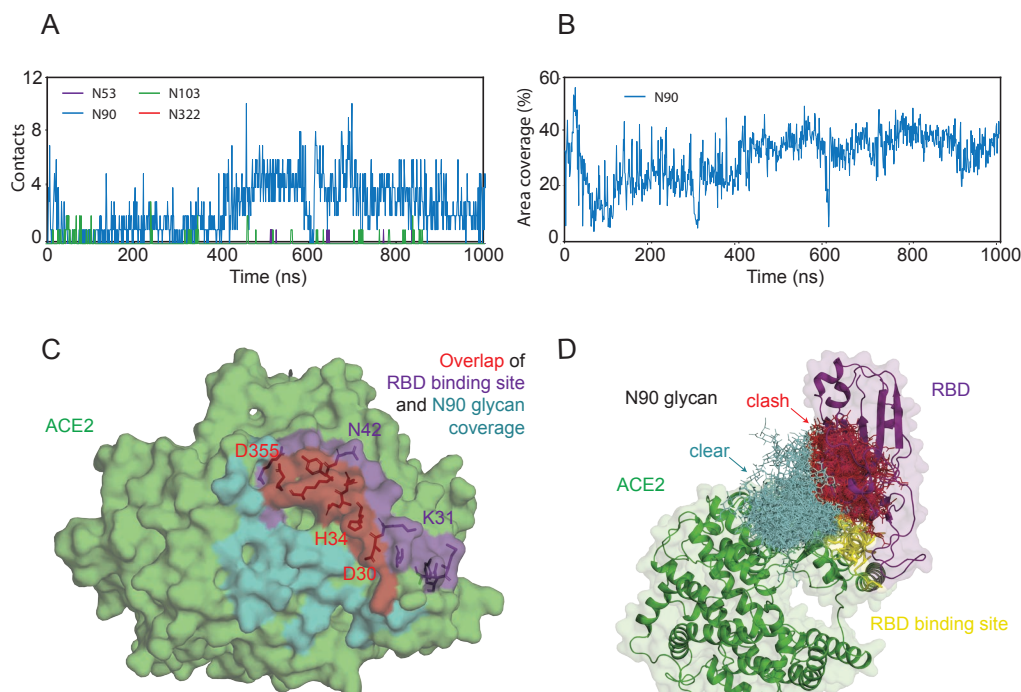 A
12
8
4
0
Contacts
N53
N90
N103
N322
0
200
400
600
800
1000
Time (ns)
B
60
40
20
0
Area coverage (%)
N90
0
200
400
600
800
1000
Time (ns)
C
Overlap of
RBD binding site
and N90 glycan
coverage
ACE2
N42
D355
K31
H34
D30
D
RBD
N90 glycan
clash
clear
ACE2
RBD binding site